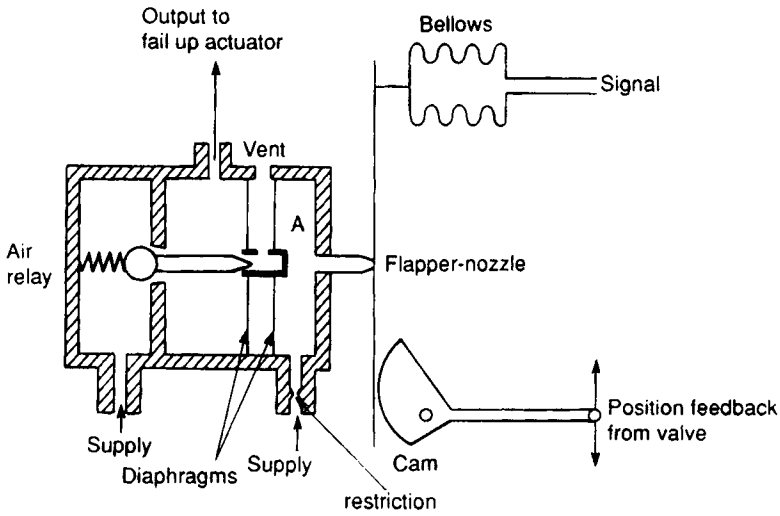 Output to
fail up actuator
Bellows
Signal
Vent
A
Air
relay
Flapper-nozzle
Position feedback
from valve
Supply
Diaphragms
Supply
Cam
restriction